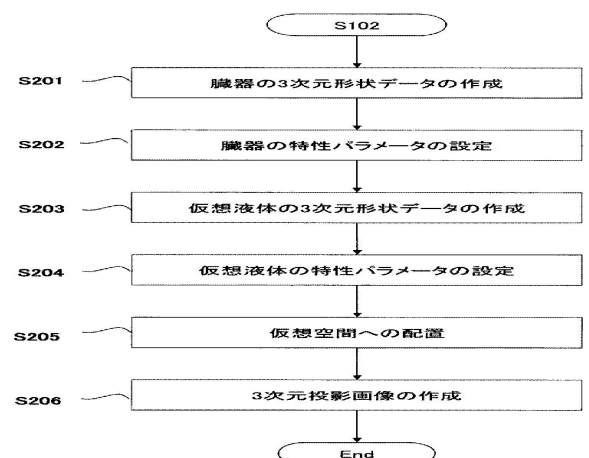 S102
S201
臓器の3次元形状データの作成
S202
臓器の特性パラメータの設定
S203
仮想液体の3次元形状データの作成
S204
仮想液体の特性パラメータの設定
S205
仮想空間への配置
S206
3次元投影画像の作成
End